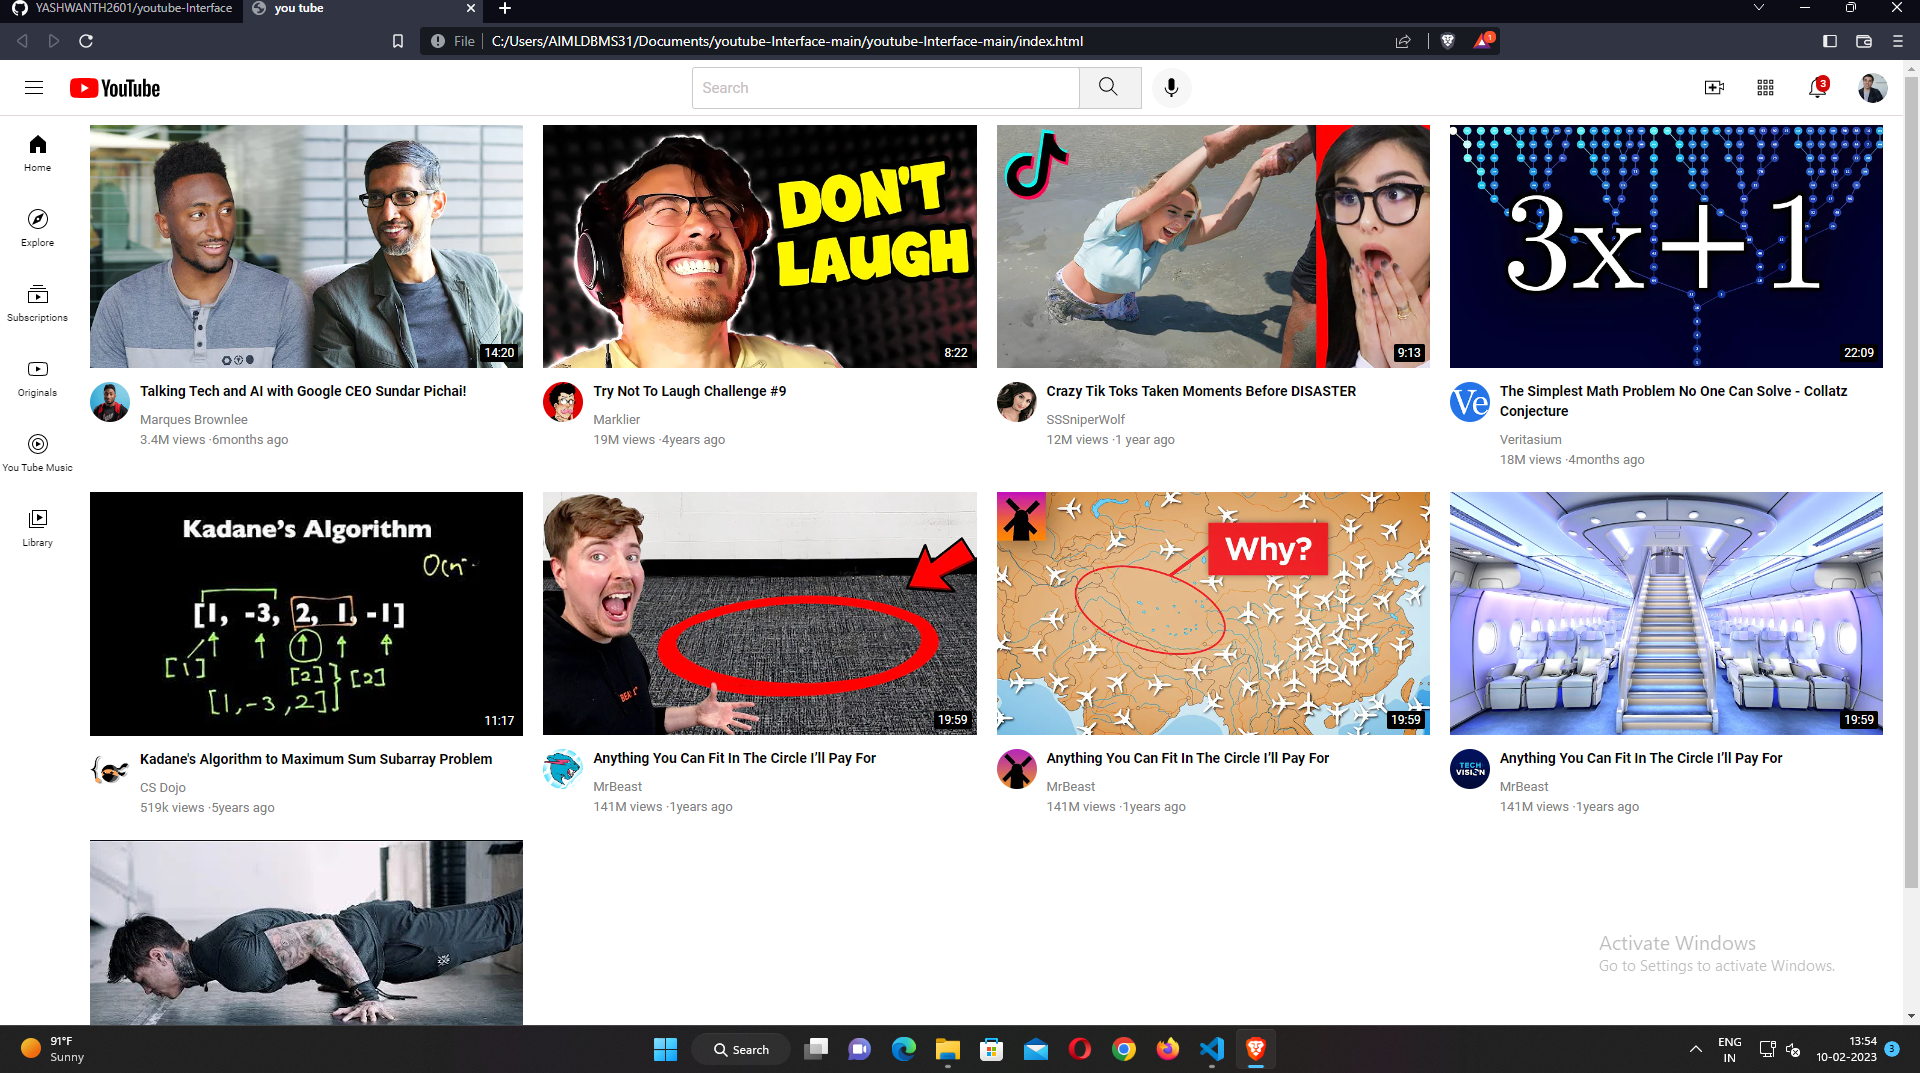 YASHWANTH2601/youtube-Interface
you tube
File
C:/Users/AIMLDBMS31/Documents/youtube-Interface-main/youtube-Interface-main/index.html
1
YouTube
Search
3
Home
Explore
Subscriptions
Originals
You Tube Music
Library
14:20
DON'T
LAUGH
8:22
9:13
3x+1
22:09
Talking Tech and AI with Google CEO Sundar Pichai!
Marques Brownlee
3.4M views ·6months ago
Try Not To Laugh Challenge #9
Marklier
19M views ·4years ago
Crazy Tik Toks Taken Moments Before DISASTER
SSSniperWolf
12M views ·1 year ago
Ve
The Simplest Math Problem No One Can Solve - Collatz
Conjecture
Veritasium
18M views ·4months ago
Kadane's Algorithm
[1, -3, 2, 1, -1]
[1]
[2]
[2]
[1,-3,2]
11:17
19:59
Why?
19:59
19:59
Kadane's Algorithm to Maximum Sum Subarray Problem
CS Dojo
519k views ·5years ago
Anything You Can Fit In The Circle I’ll Pay For
MrBeast
141M views ·1years ago
Anything You Can Fit In The Circle I’ll Pay For
MrBeast
141M views ·1years ago
TECH
VISION
Anything You Can Fit In The Circle I’ll Pay For
MrBeast
141M views ·1years ago
Activate Windows
Go to Settings to activate Windows.
91°F
Sunny
Search
ENG
IN
13:54
10-02-2023
3